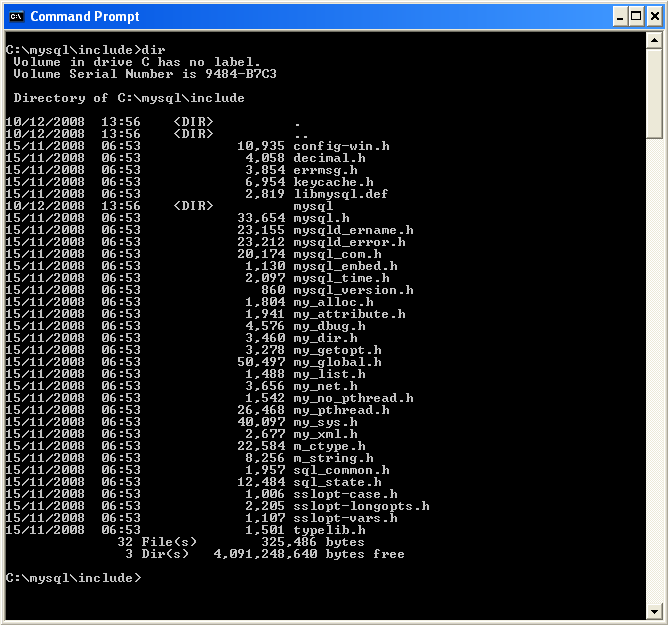 Command Prompt
C:\mysql\include>dir
 Volume in drive C has no label.
 Volume Serial Number is 9484-B7C3
 Directory of C:\mysql\include
10/12/2008  13:56    <DIR>          .
10/12/2008  13:56    <DIR>          ..
15/11/2008  06:53            10,935 config-win.h
15/11/2008  06:53             4,058 decimal.h
15/11/2008  06:53             3,854 errmsg.h
15/11/2008  06:53             6,954 keycache.h
15/11/2008  06:53             2,819 libmysql.def
10/12/2008  13:56    <DIR>          mysql
15/11/2008  06:53            33,654 mysql.h
15/11/2008  06:53            23,155 mysqld_ername.h
15/11/2008  06:53            23,212 mysqld_error.h
15/11/2008  06:53            20,174 mysql_com.h
15/11/2008  06:53             1,130 mysql_embed.h
15/11/2008  06:53             2,097 mysql_time.h
15/11/2008  06:53               860 mysql_version.h
15/11/2008  06:53             1,804 my_alloc.h
15/11/2008  06:53             1,941 my_attribute.h
15/11/2008  06:53             4,576 my_dbug.h
15/11/2008  06:53             3,460 my_dir.h
15/11/2008  06:53             3,278 my_getopt.h
15/11/2008  06:53            50,497 my_global.h
15/11/2008  06:53             1,488 my_list.h
15/11/2008  06:53             3,656 my_net.h
15/11/2008  06:53             1,542 my_no_pthread.h
15/11/2008  06:53            26,468 my_pthread.h
15/11/2008  06:53            40,097 my_sys.h
15/11/2008  06:53             2,677 my_xml.h
15/11/2008  06:53            22,584 m_ctype.h
15/11/2008  06:53             8,256 m_string.h
15/11/2008  06:53             1,957 sql_common.h
15/11/2008  06:53            12,484 sql_state.h
15/11/2008  06:53             1,006 sslopt-case.h
15/11/2008  06:53             2,205 sslopt-longopts.h
15/11/2008  06:53             1,107 sslopt-vars.h
15/11/2008  06:53             1,501 typelib.h
              32 File(s)        325,486 bytes
               3 Dir(s)   4,091,248,640 bytes free
C:\mysql\include>